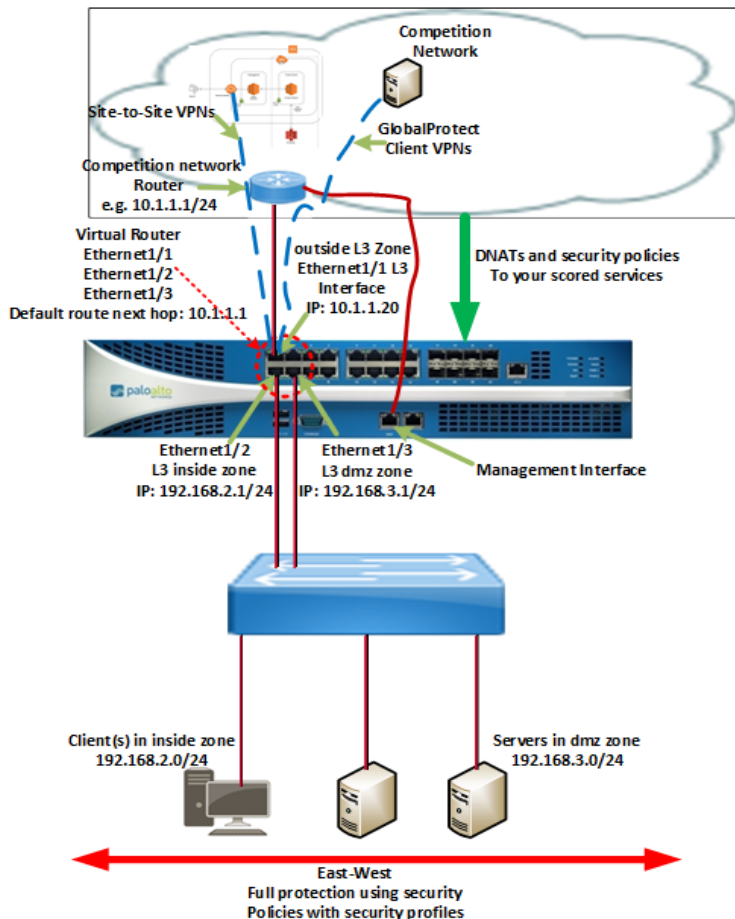 Competition
Network
Site-to-Site VPNs
GlobalProtect
Client VPNs
Competition network
Router
e.g. 10.1.1.1/24
Virtual Router
Ethernet1/1
Ethernet1/2
Ethernet1/3
Default route next hop: 10.1.1.1
outside L3 Zone
Ethernet1/1 L3
Interface
IP: 10.1.1.20
DNATs and security policies
To your scored services
paloalto
NETWORKS
Ethernet1/2
L3 inside zone
IP: 192.168.2.1/24
Ethernet1/3
L3 dmz zone
IP: 192.168.3.1/24
Management Interface
Client(s) in inside zone
192.168.2.0/24
Servers in dmz zone
192.168.3.0/24
East-West
Full protection using security
Policies with security profiles